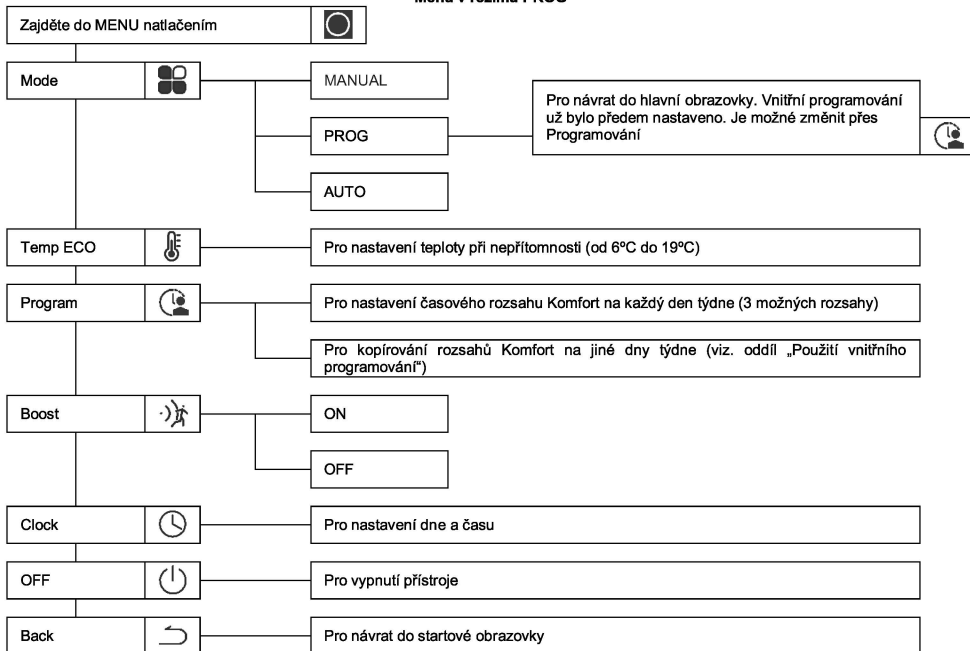 Menu v režimu PROG
Zajděte do MENU natlačením
Mode
MANUAL
PROG
Pro návrat do hlavní obrazovky. Vnitřní programování
už bylo předem nastaveno. Je možné změnit přes
Programování
AUTO
Temp ECO
Pro nastavení teploty při nepřítomnosti (od 6ºC do 19ºC)
Program
Pro nastavení časového rozsahu Komfort na každý den týdne (3 možných rozsahy)
Pro kopírování rozsahů Komfort na jiné dny týdne (viz. oddíl „Použití vnitřního
programování“)
Boost
ON
OFF
Clock
Pro nastavení dne a času
OFF
Pro vypnutí přístroje
Back
Pro návrat do startové obrazovky